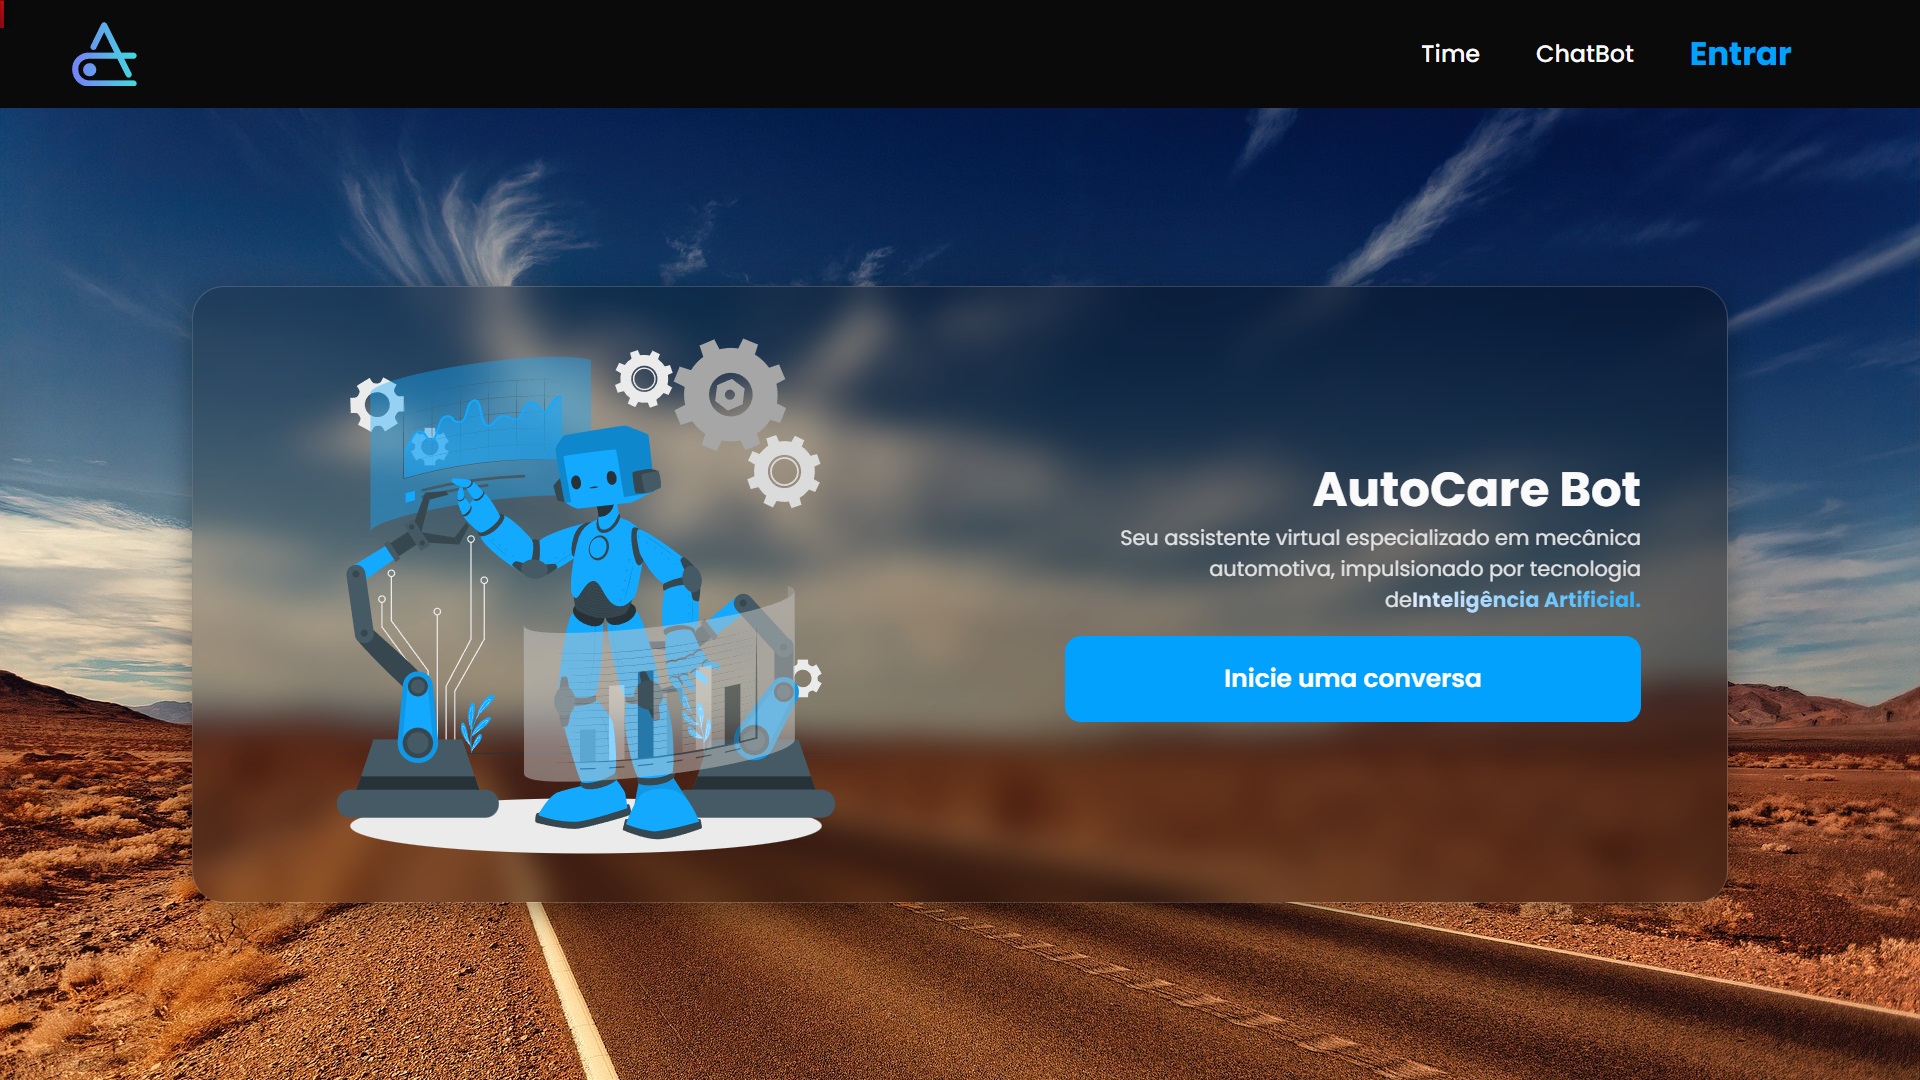 Time
ChatBot
Entrar
AutoCare Bot
Seu assistente virtual especializado em mecânica
automotiva, impulsionado por tecnologia
deInteligência Artificial.
Inicie uma conversa